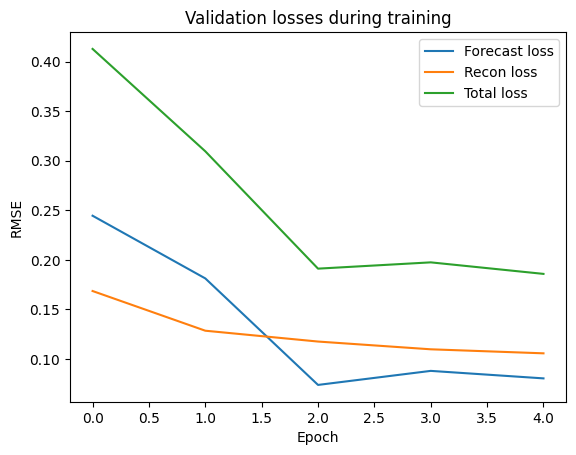 Validation losses during training
Forecast loss
Recon loss
Total loss
0.40
0.35
0.30
0.25
0.20
0.15
0.10
RMSE
0.0 0.5 1.0 1.5 2.0 2.5 3.0 3.5 4.0
Epoch